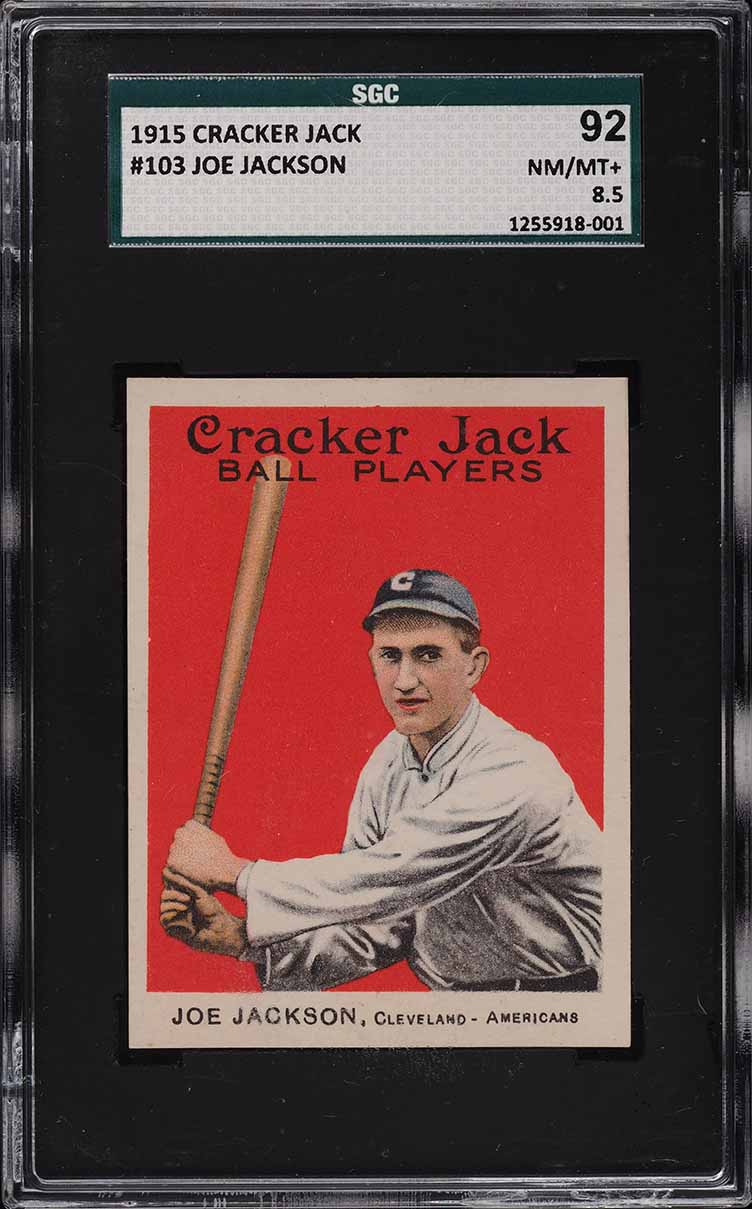 SGC
1915 CRACKER JACK 92
#103 JOE JACKSON NM/MT+
8.5
1255918-001
Cracker Jack
BALL PLAYERS
C
JOE JACKSON, CLEVELAND - AMERICANS